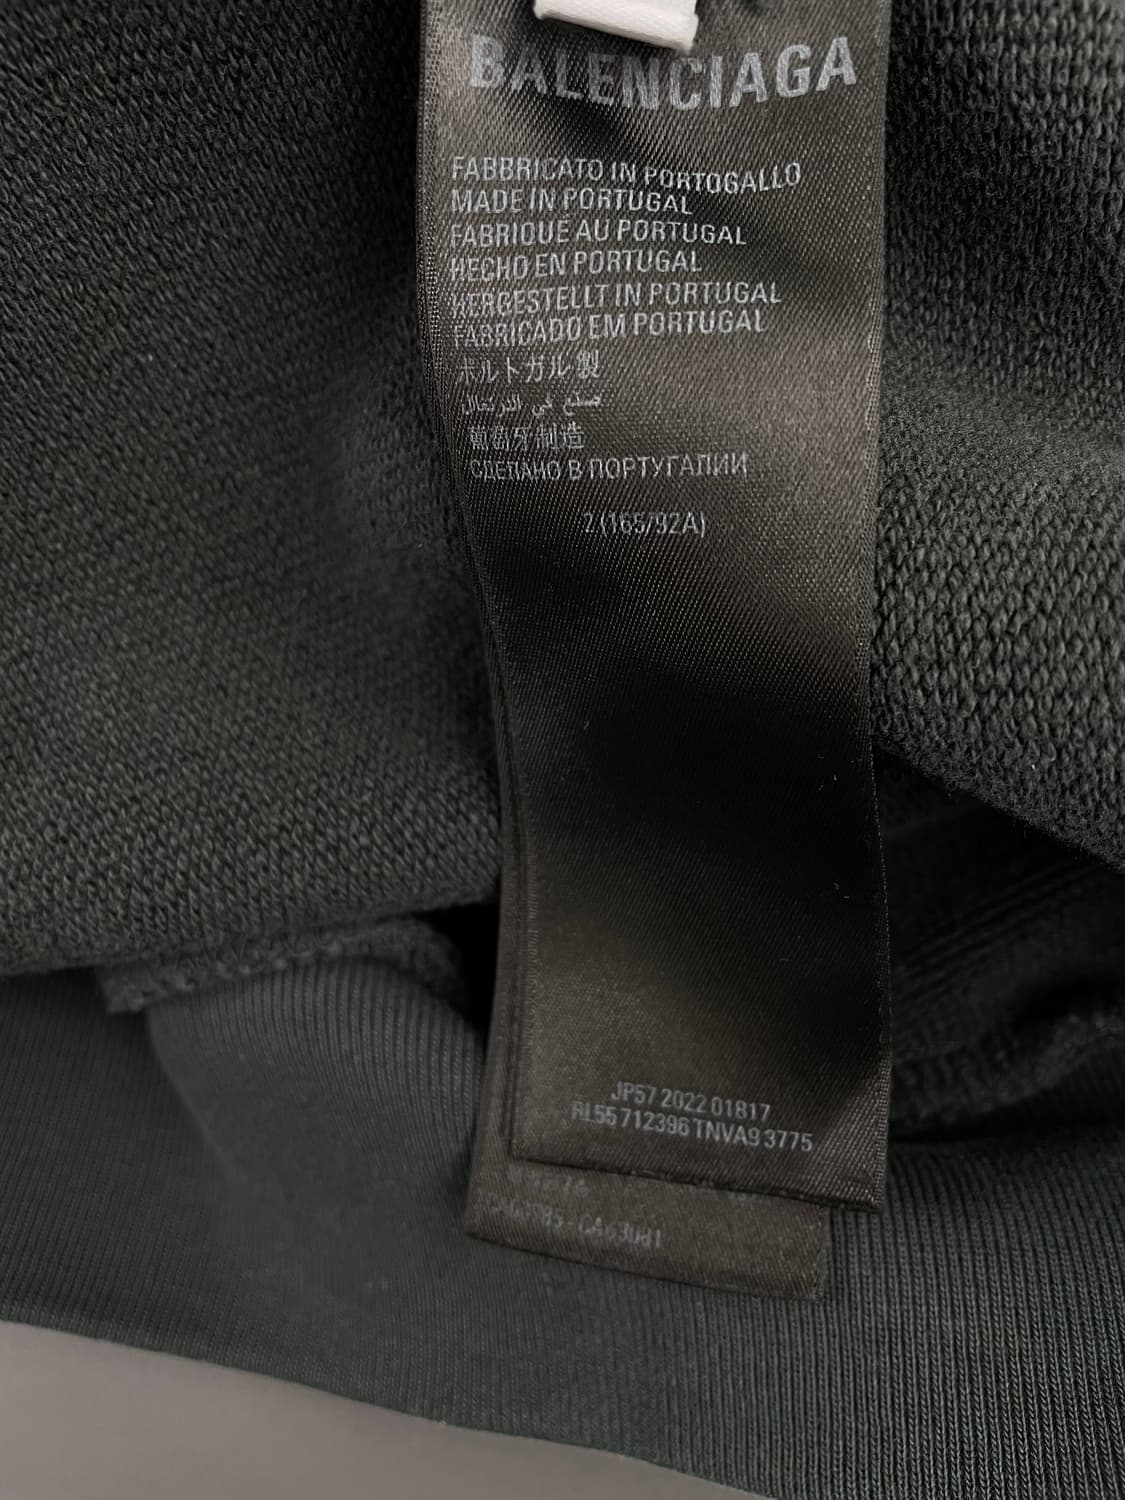 BALENCIAGA
FABBRICATO IN PORTOGALLO
MADE IN PORTUGAL
FABRIQUÉ AU PORTUGAL
HECHO EN PORTUGAL
HERGESTELLT IN PORTUGAL
FABRICADO EM PORTUGAL
ポルトガル製
صنع في البرتغال
葡萄牙制造
СДЕЛАНО В ПОРТУГАЛИИ
2 (165/92A)
JP57 2022 01817
RL55 712396 TNVA9 3775